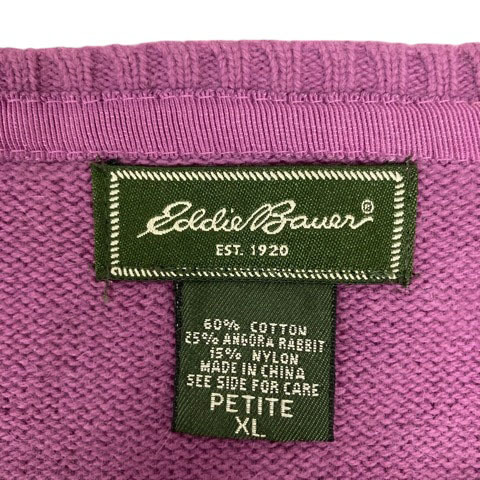 Eddie Bauer®
EST. 1920
60% COTTON
25% ANGORA RABBIT
15% NYLON
MADE IN CHINA
SEE SIDE FOR CARE
PETITE
XL